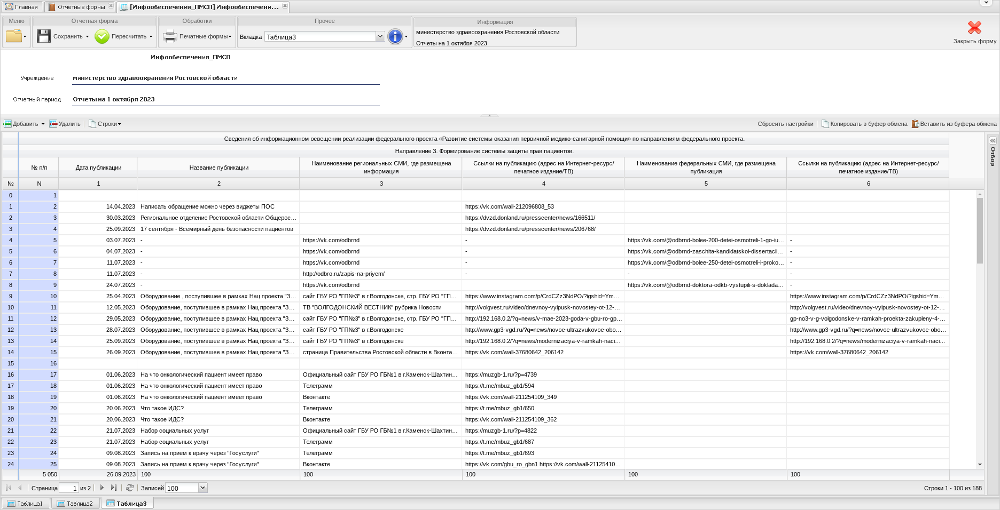 Главная Отчетные формы [Инфообеспечения_ПМСП] Инфообеспечени...
Меню Отчетная форма Обработки Прочее Информация
Сохранить Пересчитать Печатные формы Вкладка Таблица3
министерство здравоохранения Ростовской области
Отчеты на 1 октября 2023
Закрыть форму
Инфообеспечения_ПМСП
Учреждение министерство здравоохранения Ростовской области
Отчетный период Отчеты на 1 октября 2023
Добавить Удалить Строки Сбросить настройки Копировать в буфер обмена Вставить из буфера обмена
Отбор
Сведения об информационном освещении реализации федерального проекта «Развитие системы оказания первичной медико-санитарной помощи» по направлениям федерального проекта.
Направление 3. Формирование системы защиты прав пациентов.
№ п/п Дата публикации Название публикации Наименование региональных СМИ, где размещена информация Ссылки на публикацию (адрес на Интернет-ресурс/ печатное издание/ТВ) Наименование федеральных СМИ, где размещена публикация Ссылки на публикацию (адрес на Интернет-ресурс/ печатное издание/ТВ)
№ N 1 2 3 4 5 6
0 1
1 2 14.04.2023 Написать обращение можно через виджеты ПОС https://vk.com/wall-212096808_53
2 3 30.03.2023 Региональное отделение Ростовской области Общерос... https://dvzd.donland.ru/presscenter/news/166511/
3 4 25.09.2023 17 сентября - Всемирный день безопасности пациентов https://dvzd.donland.ru/presscenter/news/206768/
4 5 03.07.2023 - https://vk.com/odbrnd - https://vk.com/@odbrnd-bolee-200-detei-osmotreli-1-go-iu... -
5 6 04.07.2023 - https://vk.com/odbrnd - https://vk.com/@odbrnd-zaschita-kandidatskoi-dissertacii... -
6 7 11.07.2023 - https://vk.com/odbrnd - https://vk.com/@odbrnd-bolee-250-detei-osmotreli-i-proko... -
7 8 11.07.2023 - http://odbro.ru/zapis-na-priyem/ - - -
8 9 24.07.2023 - https://vk.com/odbrnd - https://vk.com/@odbrnd-doktora-odkb-vystupili-s-doklada... -
9 10 25.04.2023 Оборудование , поступившее в рамках Нац проекта "З... сайт ГБУ РО "ГП№3" в г.Волгодонске, стр. ГБУ РО "ГП... https://www.instagram.com/p/CrdCZz3NdPO/?igshid=Ym... https://www.instagram.com/p/CrdCZz3NdPO/?igshid=Ym...
10 11 12.05.2023 Оборудование, поступившее в рамках Нац проекта "З... ТВ "ВОЛГОДОНСКИЙ ВЕСТНИК" рубрика Новости http://volgvest.ru/video/dnevnoy-vyipusk-novostey-ot-12-... http://volgvest.ru/video/dnevnoy-vyipusk-novostey-ot-12-...
11 12 29.05.2023 Оборудование, поступившее в рамках Нац проекта "З... сайт ГБУ РО "ГП№3" в г.Волгодонске, стр. ГБУ РО "ГП... http://192.168.0.2/?q=news/v-mae-2023-goda-v-gbu-ro-gp... gp-no3-v-g-volgodonske-v-ramkah-proekta-zakupleny-4-...
12 13 28.07.2023 Оборудование, поступившее в рамках Нац проекта "З... сайт ГБУ РО "ГП№3" в г.Волгодонске http://www.gp3-vgd.ru/?q=news/novoe-ultrazvukovoe-obo... http://www.gp3-vgd.ru/?q=news/novoe-ultrazvukovoe-obo...
13 14 25.09.2023 Оборудование, поступившее в рамках Нац проекта "З... сайт ГБУ РО "ГП№3" в г.Волгодонске http://192.168.0.2/?q=news/modernizaciya-v-ramkah-naci... http://192.168.0.2/?q=news/modernizaciya-v-ramkah-naci...
14 15 26.09.2023 Оборудование, поступившее в рамках Нац проекта "З... страница Правительства Ростовской области в Вконта... https://vk.com/wall-37680642_206142 https://vk.com/wall-37680642_206142
15 16
16 17 01.06.2023 На что онкологический пациент имеет право Официальный сайт ГБУ РО ГБ№1 в г.Каменск-Шахтин... https://muzgb-1.ru/?p=4739
17 18 01.06.2023 На что онкологический пациент имеет право Телеграмм https://t.me/mbuz_gb1/594
18 19 01.06.2023 На что онкологический пациент имеет право Вконтакте https://vk.com/wall-211254109_349
19 20 20.06.2023 Что такое ИДС? Телеграмм https://t.me/mbuz_gb1/650
20 21 20.06.2023 Что такое ИДС? Вконтакте https://vk.com/wall-211254109_362
21 22 21.07.2023 Набор социальных услуг Официальный сайт ГБУ РО ГБ№1 в г.Каменск-Шахтин... https://muzgb-1.ru/?p=4822
22 23 21.07.2023 Набор социальных услуг Телеграмм https://t.me/mbuz_gb1/687
23 24 09.08.2023 Запись на прием к врачу через "Госуслуги" Телеграмм https://t.me/mbuz_gb1/693
24 25 09.08.2023 Запись на прием к врачу через "Госуслуги" Вконтакте https://vk.com/gbu_ro_gbn1 https://vk.com/wall-21125410...
5 050 26.09.2023 100 100 100 100 100
Страница 1 из 2 Записей 100 Строки 1 - 100 из 188
Таблица1 Таблица2 Таблица3